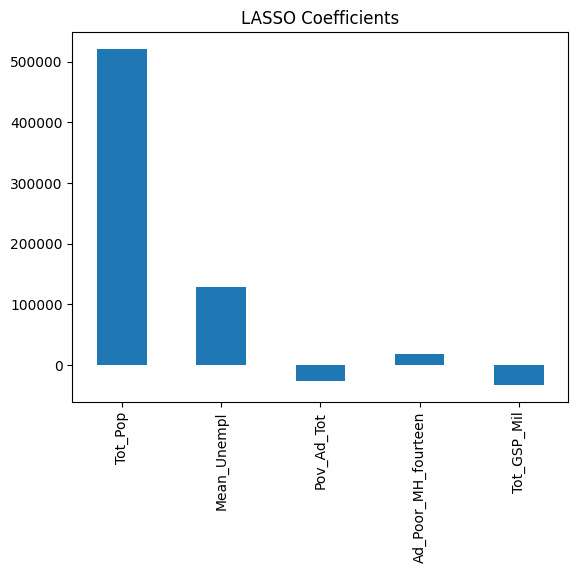 LASSO Coefficients
500000
400000
300000
200000
100000
0
Tot_Pop
Mean_Unempl
Pov_Ad_Tot
Ad_Poor_MH_fourteen
Tot_GSP_Mil